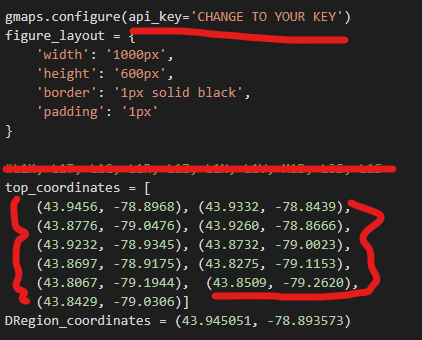 gmaps.configure(api_key='CHANGE TO YOUR KEY')
figure_layout = {
'width': '1000px',
'height': '600px',
'border': '1px solid black',
'padding': '1px'
}
top_coordinates = [
(43.9456, -78.8968), (43.9332, -78.8439),
(43.8776, -79.0476), (43.9260, -78.8666),
(43.9232, -78.9345), (43.8732, -79.0023),
(43.8697, -78.9175), (43.8275, -79.1153),
(43.8067, -79.1944), (43.8509, -79.2620),
(43.8429, -79.0306)]
DRegion_coordinates = (43.945051, -78.893573)